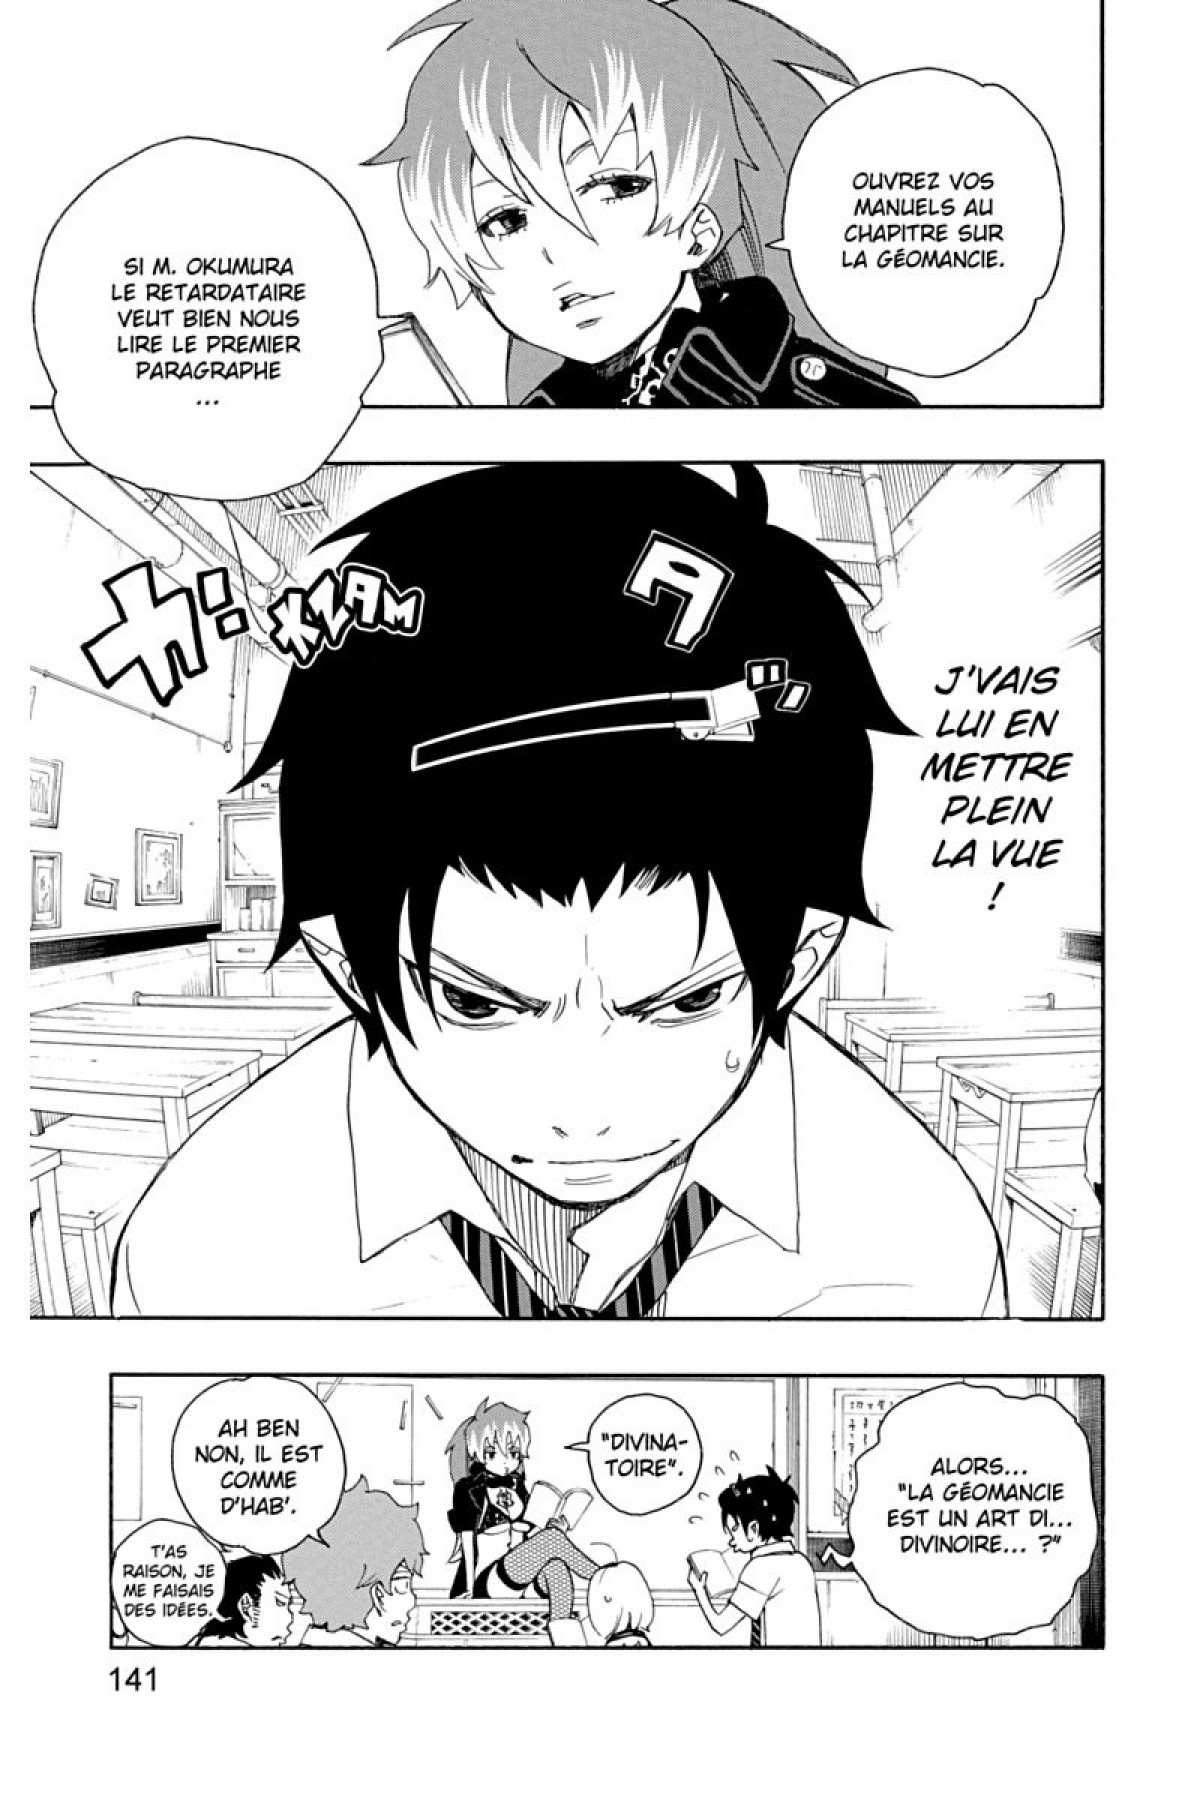 OUVREZ VOS
MANUELS AU
CHAPITRE SUR
LA GÉOMANCIE.
SI M. OKUMURA
LE RETARDATAIRE
VEUT BIEN NOUS
LIRE LE PREMIER
PARAGRAPHE
...
J'VAIS
LUI EN
METTRE
PLEIN
LA VUE
!
KLAM
ALORS...
"LA GÉOMANCIE
EST UN ART DI...
DIVINOIRE... ?"
"DIVINA-
TOIRE".
AH BEN
NON, IL EST
COMME
D'HAB'.
T'AS
RAISON, JE
ME FAISAIS
DES IDÉES.
141